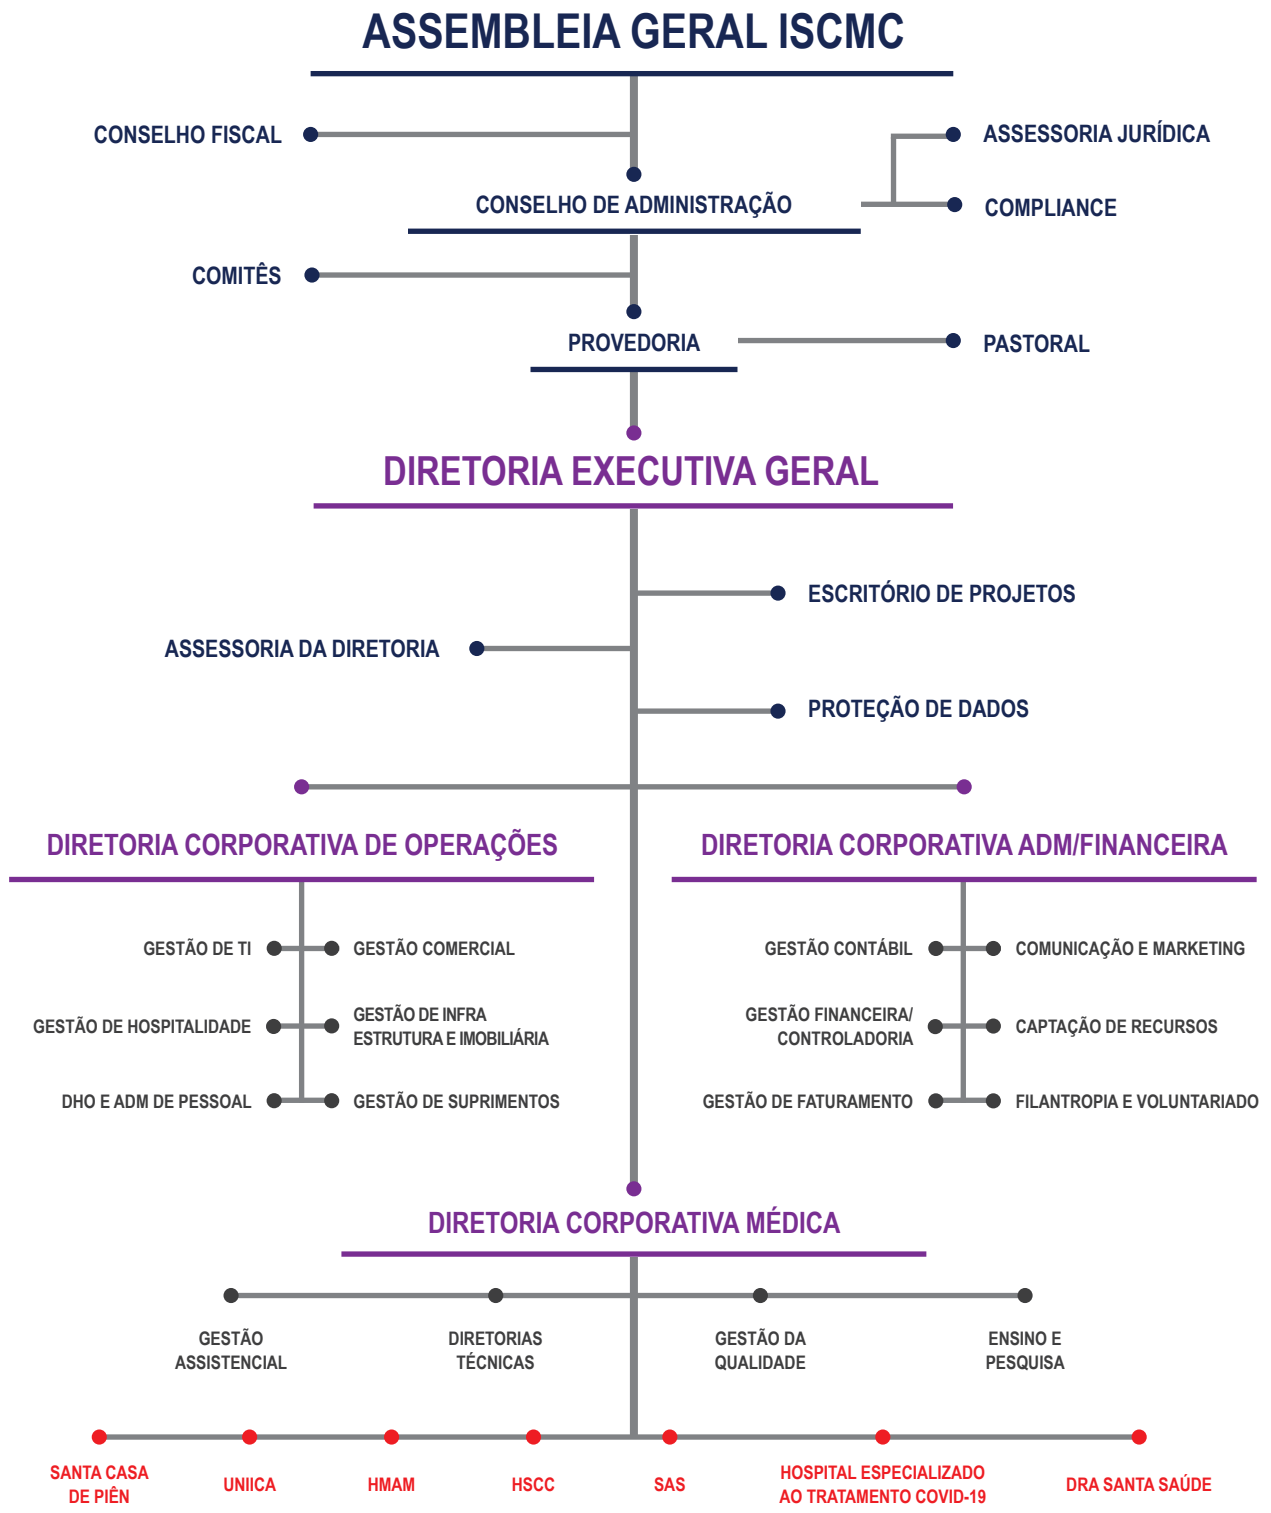 ASSEMBLEIA GERAL ISCMC
CONSELHO FISCAL
ASSESSORIA JURÍDICA
CONSELHO DE ADMINISTRAÇÃO
COMPLIANCE
COMITÊS
PROVEDORIA
PASTORAL
DIRETORIA EXECUTIVA GERAL
ESCRITÓRIO DE PROJETOS
ASSESSORIA DA DIRETORIA
PROTEÇÃO DE DADOS
DIRETORIA CORPORATIVA DE OPERAÇÕES
GESTÃO DE TI
GESTÃO COMERCIAL
GESTÃO DE HOSPITALIDADE
GESTÃO DE INFRA
ESTRUTURA E IMOBILIÁRIA
DHO E ADM DE PESSOAL
GESTÃO DE SUPRIMENTOS
DIRETORIA CORPORATIVA ADM/FINANCEIRA
GESTÃO CONTÁBIL
COMUNICAÇÃO E MARKETING
GESTÃO FINANCEIRA/
CONTROLADORIA
CAPTAÇÃO DE RECURSOS
GESTÃO DE FATURAMENTO
FILANTROPIA E VOLUNTARIADO
DIRETORIA CORPORATIVA MÉDICA
GESTÃO
ASSISTENCIAL
DIRETORIAS
TÉCNICAS
GESTÃO DA
QUALIDADE
ENSINO E
PESQUISA
SANTA CASA
DE PIÊN
UNIICA
HMAM
HSCC
SAS
HOSPITAL ESPECIALIZADO
AO TRATAMENTO COVID-19
DRA SANTA SAÚDE